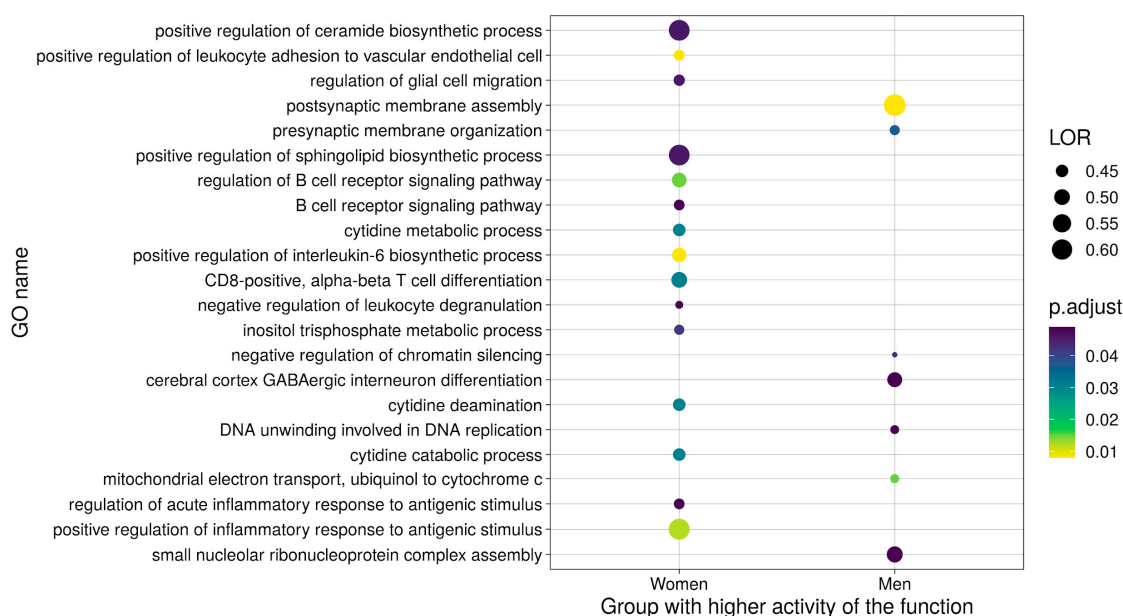 positive regulation of ceramide biosynthetic process
positive regulation of leukocyte adhesion to vascular endothelial cell
regulation of glial cell migration
postsynaptic membrane assembly
presynaptic membrane organization
positive regulation of sphingolipid biosynthetic process
regulation of B cell receptor signaling pathway
B cell receptor signaling pathway
cytidine metabolic process
positive regulation of interleukin-6 biosynthetic process
CD8-positive, alpha-beta T cell differentiation
negative regulation of leukocyte degranulation
inositol trisphosphate metabolic process
negative regulation of chromatin silencing
cerebral cortex GABAergic interneuron differentiation
cytidine deamination
DNA unwinding involved in DNA replication
cytidine catabolic process
mitochondrial electron transport, ubiquinol to cytochrome c
regulation of acute inflammatory response to antigenic stimulus
positive regulation of inflammatory response to antigenic stimulus
small nucleolar ribonucleoprotein complex assembly
GO name
Women
Men
Group with higher activity of the function
LOR
0.45
0.50
0.55
0.60
p.adjust
0.04
0.03
0.02
0.01